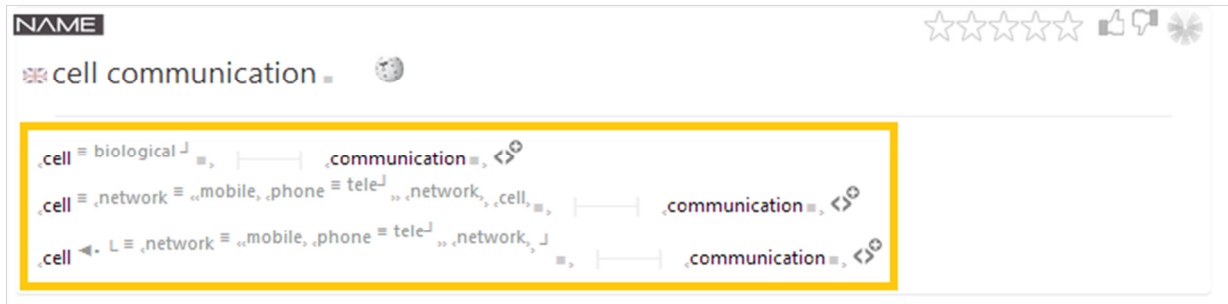 NAME
cell communication
‚cell ≡ biological ┘ ■, ├──┤ ‚communication ■, <>
‚cell ≡ ‚network ≡ ‚‚mobile, ‚phone ≡ tele┘ ,, ‚network, , ‚cell, ■, ├──┤ ‚communication ■, <>
‚cell ◄. L ≡ ‚network ≡ ‚‚mobile, ‚phone ≡ tele┘ ,, ‚network, , ┘ ■, ├──┤ ‚communication ■, <>